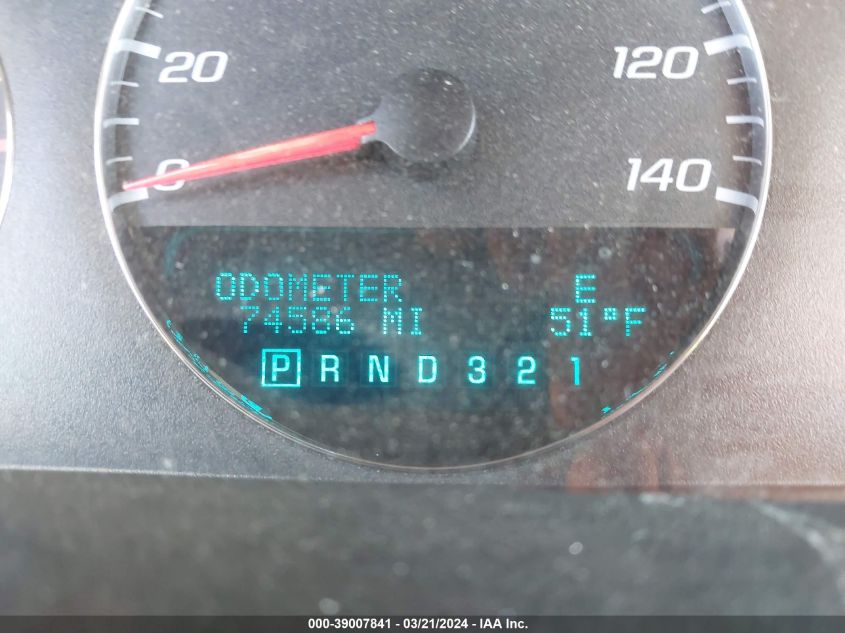 20 120
0 140
ODOMETER E
74586 MI 51°F
P R N D 3 2 1
000-39007841 - 03/21/2024 - IAA Inc.